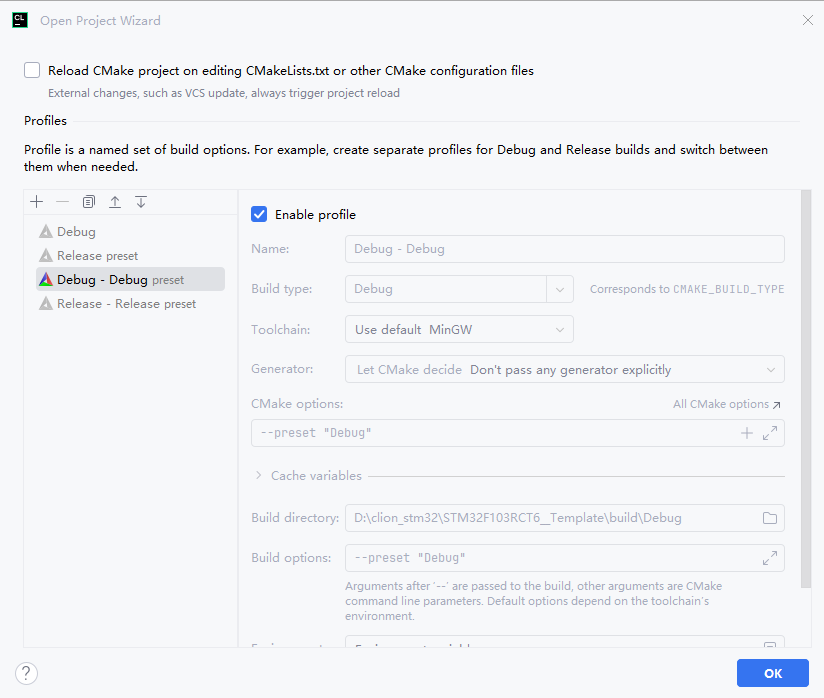 CL
Open Project Wizard
Reload CMake project on editing CMakeLists.txt or other CMake configuration files
External changes, such as VCS update, always trigger project reload
Profiles
Profile is a named set of build options. For example, create separate profiles for Debug and Release builds and switch between
them when needed.
Debug
Release preset
Debug - Debug preset
Release - Release preset
Enable profile
Name: Debug - Debug
Build type: Debug Corresponds to CMAKE_BUILD_TYPE
Toolchain: Use default MinGW
Generator: Let CMake decide Don't pass any generator explicitly
CMake options: All CMake options
--preset "Debug"
Cache variables
Build directory: D:\clion_stm32\STM32F103RCT6_Template\build\Debug
Build options: --preset "Debug"
Arguments after '--' are passed to the build, other arguments are CMake
command line parameters. Default options depend on the toolchain's
environment.
? OK